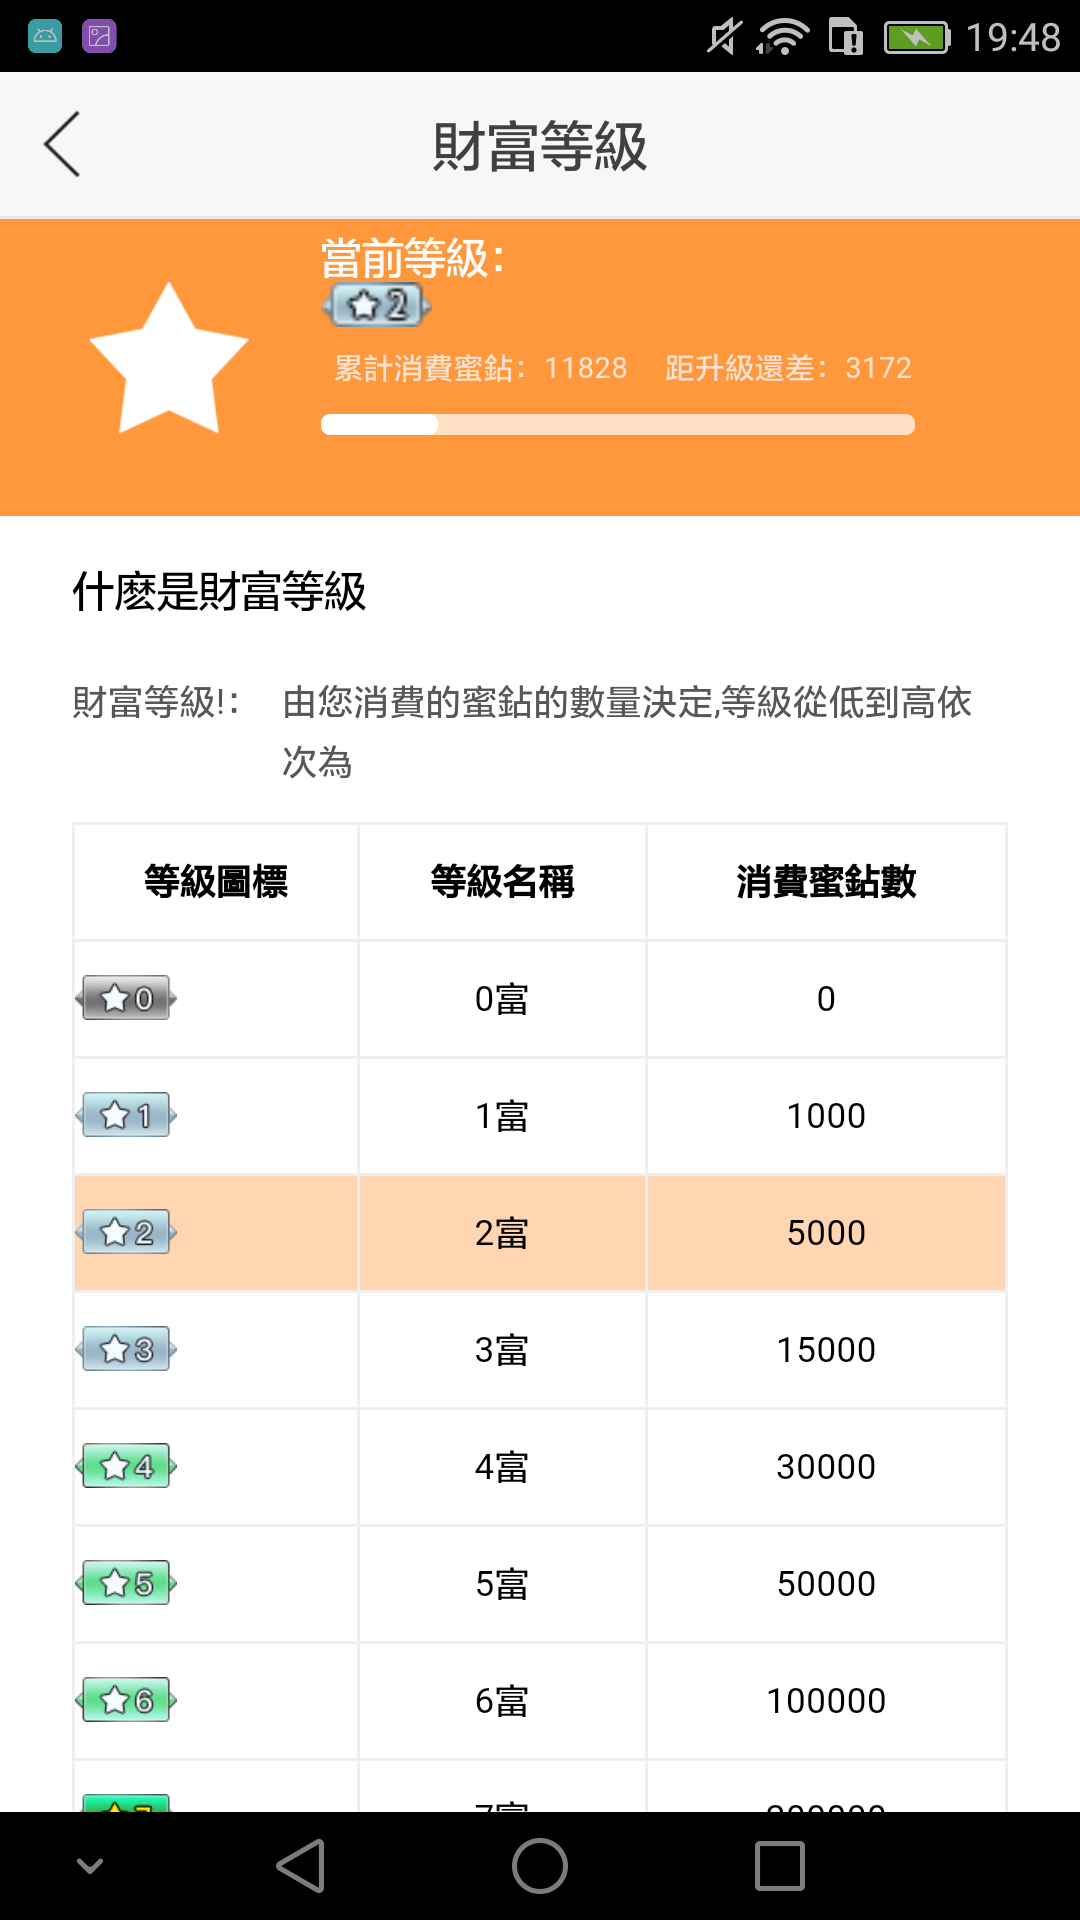 19:48
財富等級
當前等級：
2
累計消費蜜鉆：11828 距升級還差：3172
什麽是財富等級
財富等級!： 由您消費的蜜鉆的數量決定,等級從低到高依
次為
等級圖標 等級名稱 消費蜜鉆數
0 0富 0
1 1富 1000
2 2富 5000
3 3富 15000
4 4富 30000
5 5富 50000
6 6富 100000
7 7富